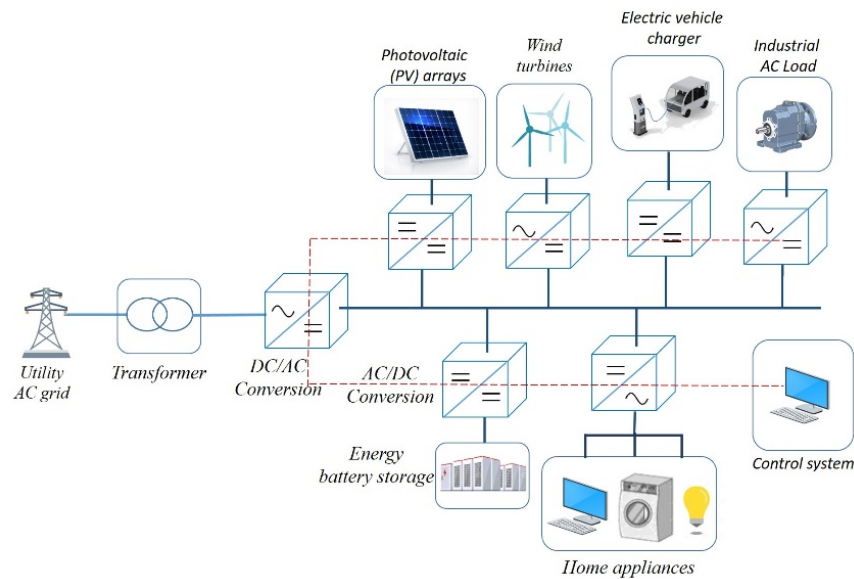 Photovoltaic
(PV) arrays
Wind
turbines
Electric vehicle
charger
Industrial
AC Load
Utility
AC grid
Transformer
DC/AC
Conversion
AC/DC
Conversion
Energy
battery storage
Control system
Home appliances